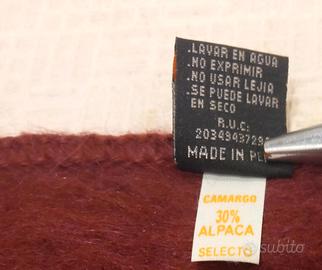 .LAVAR EN AGUA
.NO EXPRIMIR
.NO USAR LEJIA
.SE PUEDE LAVAR
EN SECO
R.U.C:
MADE IN
CAMARGO
30%
ALPACA
SELECTO
subito